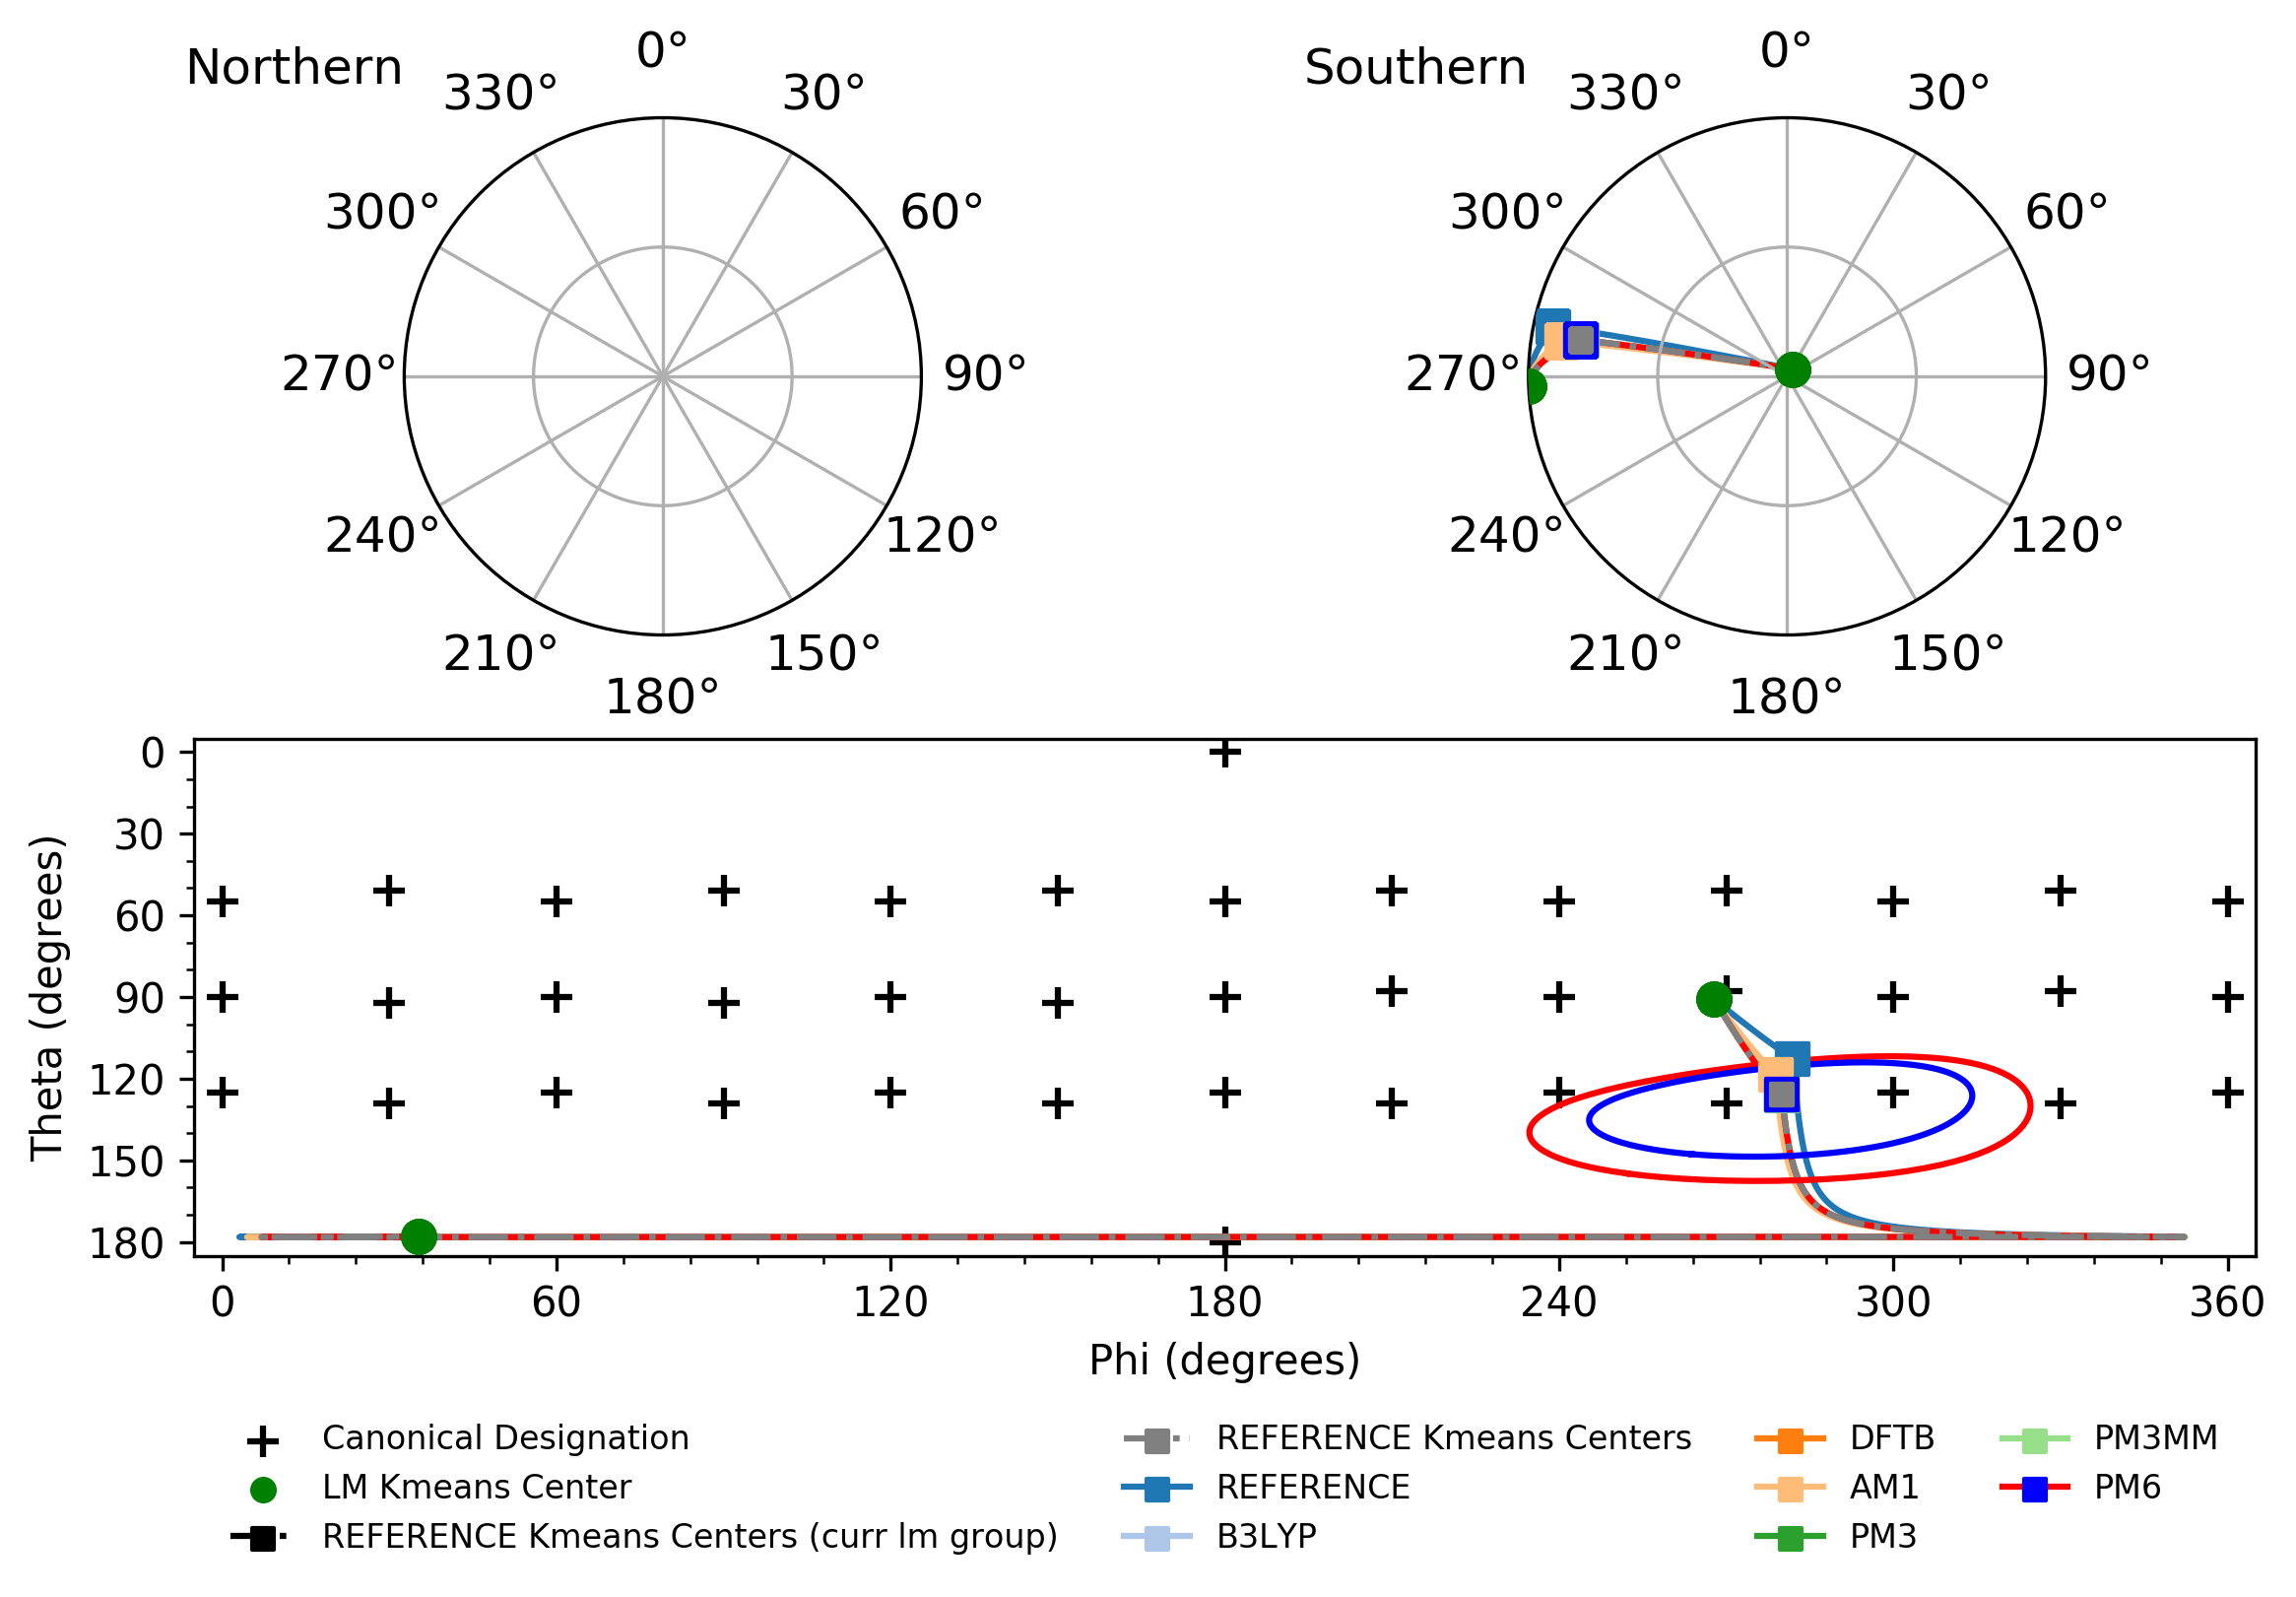 Northern
0°
30°
60°
90°
120°
150°
180°
210°
240°
270°
300°
330°
Southern
0°
30°
60°
90°
120°
150°
180°
210°
240°
270°
300°
330°
Theta (degrees)
0
30
60
90
120
150
180
0 60 120 180 240 300 360
Phi (degrees)
Canonical Designation
LM Kmeans Center
REFERENCE Kmeans Centers (curr lm group)
REFERENCE Kmeans Centers
REFERENCE
B3LYP
DFTB
AM1
PM3
PM3MM
PM6